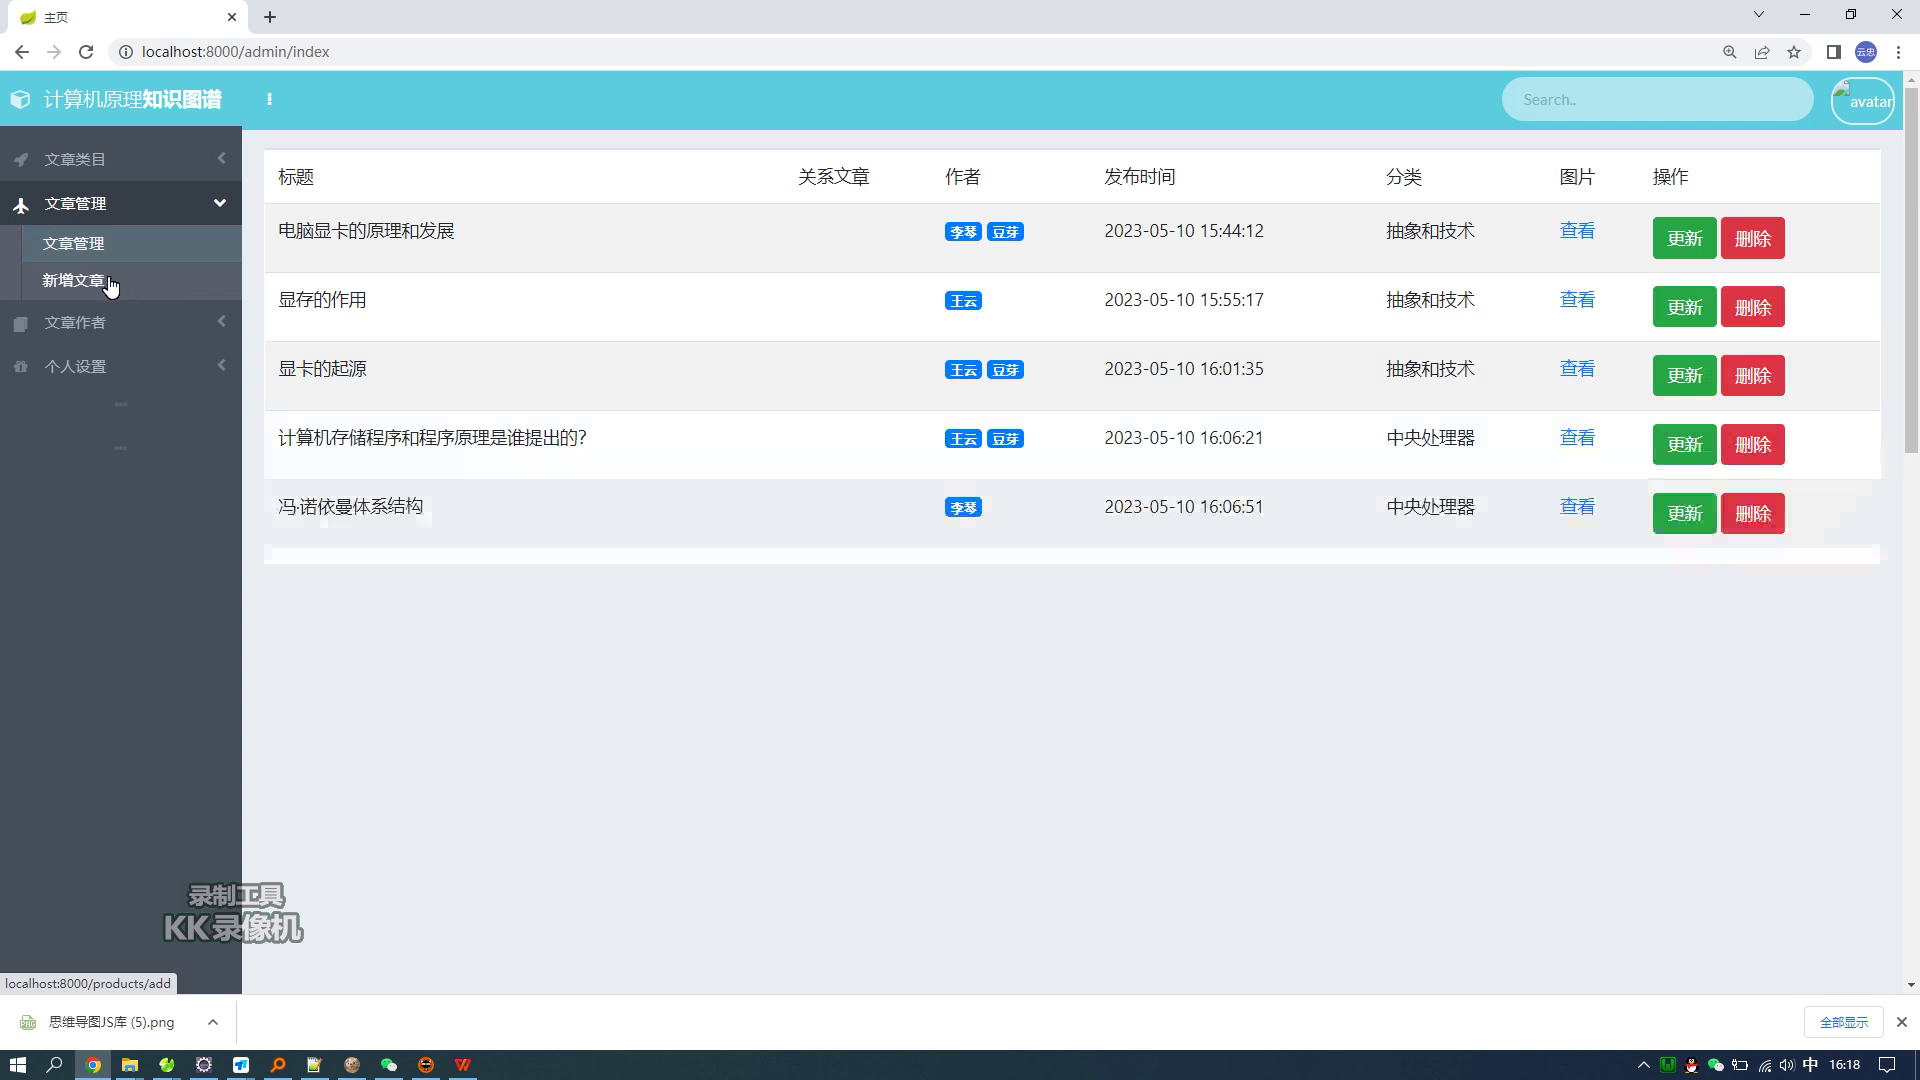 主页
localhost:8000/admin/index
云忠
计算机原理知识图谱
Search..
avatar
文章类目
文章管理
文章管理
新增文章
文章作者
个人设置
标题 关系文章 作者 发布时间 分类 图片 操作
电脑显卡的原理和发展 李琴 豆芽 2023-05-10 15:44:12 抽象和技术 查看 更新 删除
显存的作用 王云 2023-05-10 15:55:17 抽象和技术 查看 更新 删除
显卡的起源 王云 豆芽 2023-05-10 16:01:35 抽象和技术 查看 更新 删除
计算机存储程序和程序原理是谁提出的? 王云 豆芽 2023-05-10 16:06:21 中央处理器 查看 更新 删除
冯·诺依曼体系结构 李琴 2023-05-10 16:06:51 中央处理器 查看 更新 删除
录制工具
KK录像机
localhost:8000/products/add
思维导图JS库 (5).png
全部显示
中 16:18